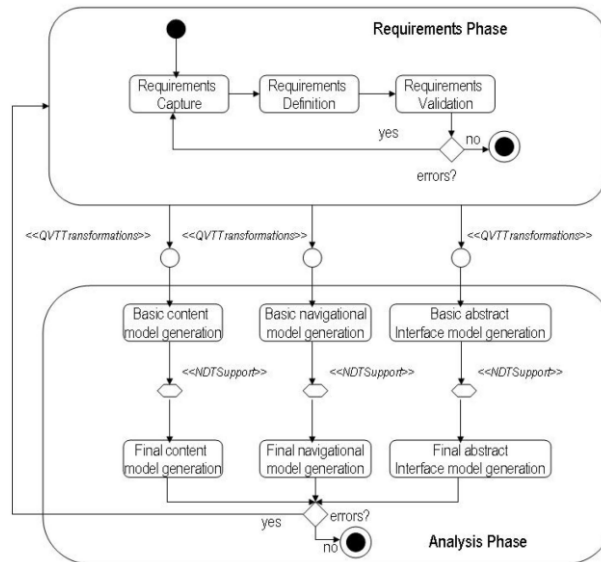 Requirements Phase
Requirements
Capture
Requirements
Definition
Requirements
Validation
yes
no
errors?
<<QVTTransformations>>
<<QVTTransformations>>
<<QVTTransformations>>
Basic content
model generation
Basic navigational
model generation
Basic abstract
Interface model generation
<<NDTSupport>>
<<NDTSupport>>
<<NDTSupport>>
Final content
model generation
Final navigational
model generation
Final abstract
Interface model generation
yes
errors?
no
Analysis Phase